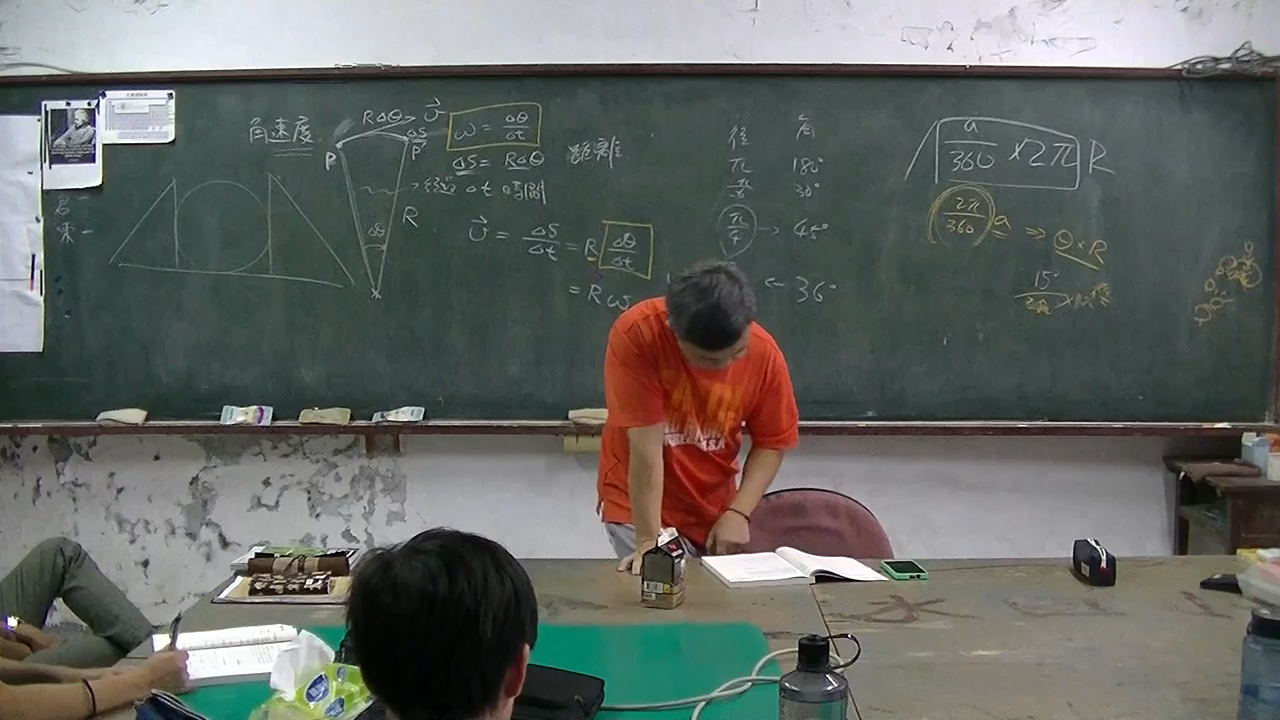 角速度
RΔθ
v⃗
ΔS
P
P'
Δθ
R
ω = Δθ/Δt
ΔS = RΔθ 距離
→ 經過 Δt 時間
v⃗ = ΔS/Δt = R Δθ/Δt
= Rω
徑 角
π 180°
30°
π/4 → 45°
← 36°
a/360 × 2π R
2π/360 a ⇒ θ × R
15°